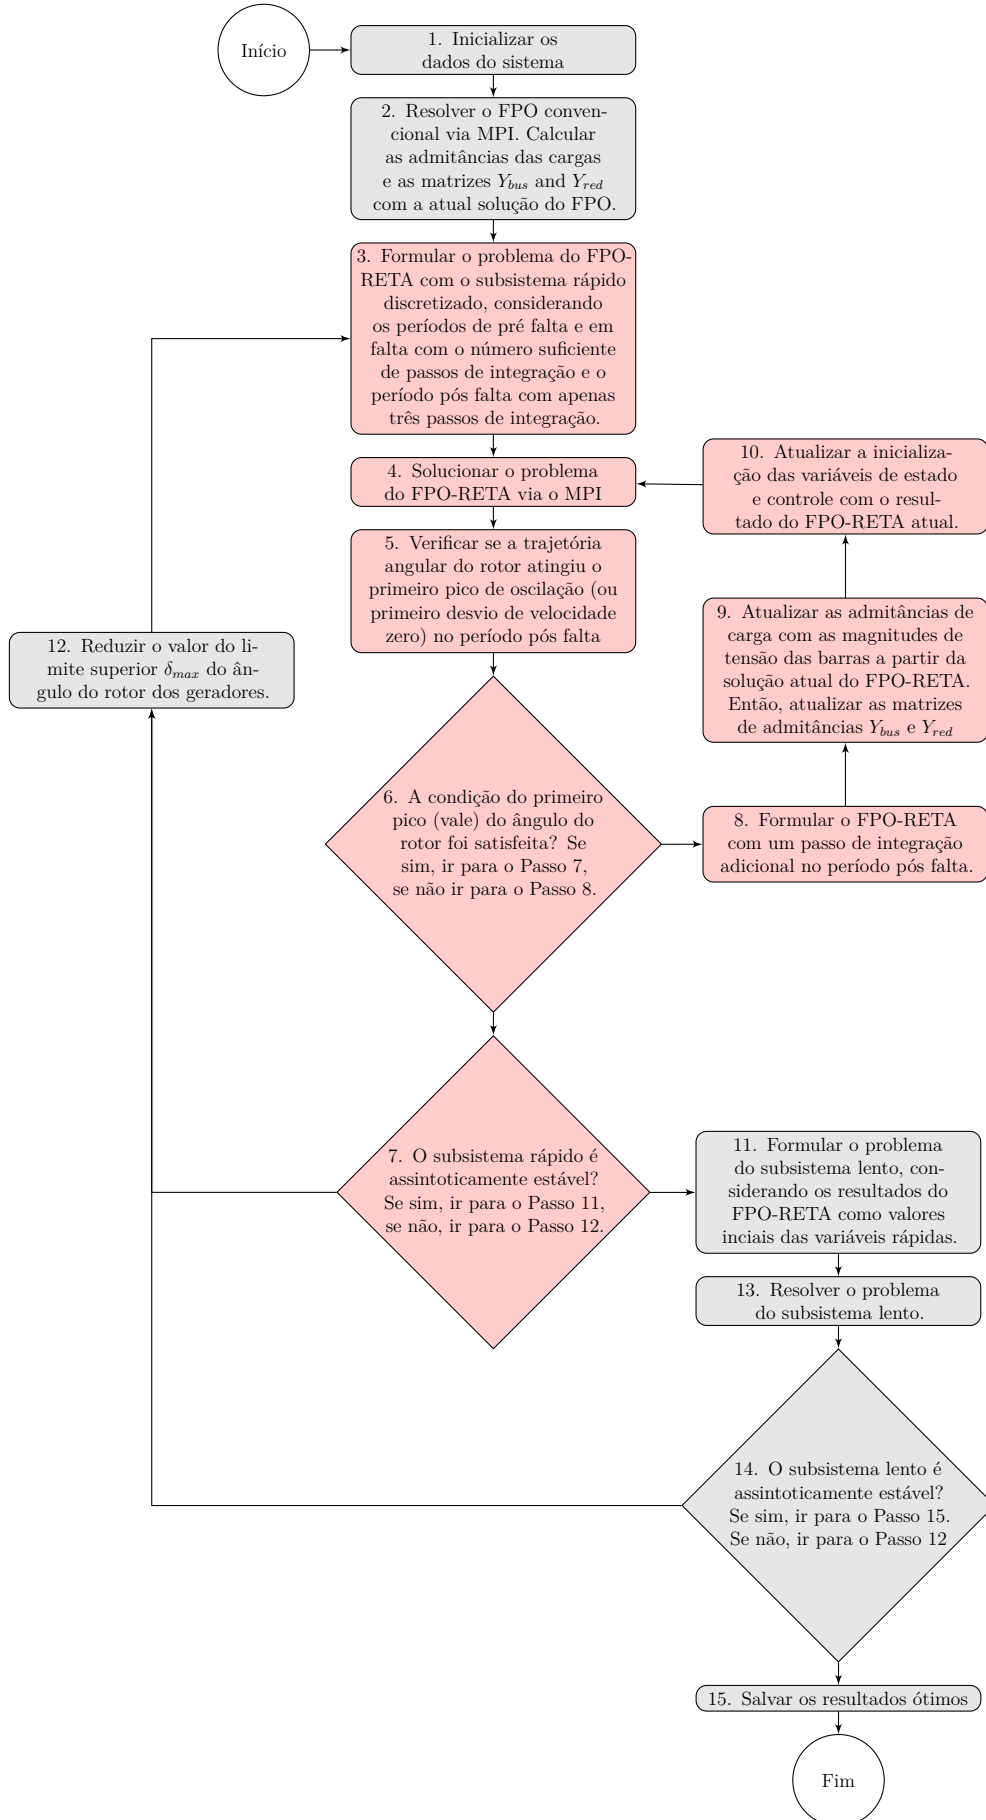 Início
1. Inicializar os
dados do sistema
2. Resolver o FPO conven-
cional via MPI. Calcular
as admitâncias das cargas
e as matrizes Y_bus and Y_red
com a atual solução do FPO.
3. Formular o problema do FPO-
RETA com o subsistema rápido
discretizado, considerando
os períodos de pré falta e em
falta com o número suficiente
de passos de integração e o
período pós falta com apenas
três passos de integração.
4. Solucionar o problema
do FPO-RETA via o MPI
5. Verificar se a trajetória
angular do rotor atingiu o
primeiro pico de oscilação (ou
primeiro desvio de velocidade
zero) no período pós falta
6. A condição do primeiro
pico (vale) do ângulo do
rotor foi satisfeita? Se
sim, ir para o Passo 7,
se não ir para o Passo 8.
7. O subsistema rápido é
assintoticamente estável?
Se sim, ir para o Passo 11,
se não, ir para o Passo 12.
8. Formular o FPO-RETA
com um passo de integração
adicional no período pós falta.
9. Atualizar as admitâncias de
carga com as magnitudes de
tensão das barras a partir da
solução atual do FPO-RETA.
Então, atualizar as matrizes
de admitâncias Y_bus e Y_red
10. Atualizar a inicializa-
ção das variáveis de estado
e controle com o resul-
tado do FPO-RETA atual.
11. Formular o problema
do subsistema lento, con-
siderando os resultados do
FPO-RETA como valores
inciais das variáveis rápidas.
12. Reduzir o valor do li-
mite superior δ_max do ân-
gulo do rotor dos geradores.
13. Resolver o problema
do subsistema lento.
14. O subsistema lento é
assintoticamente estável?
Se sim, ir para o Passo 15.
Se não, ir para o Passo 12
15. Salvar os resultados ótimos
Fim